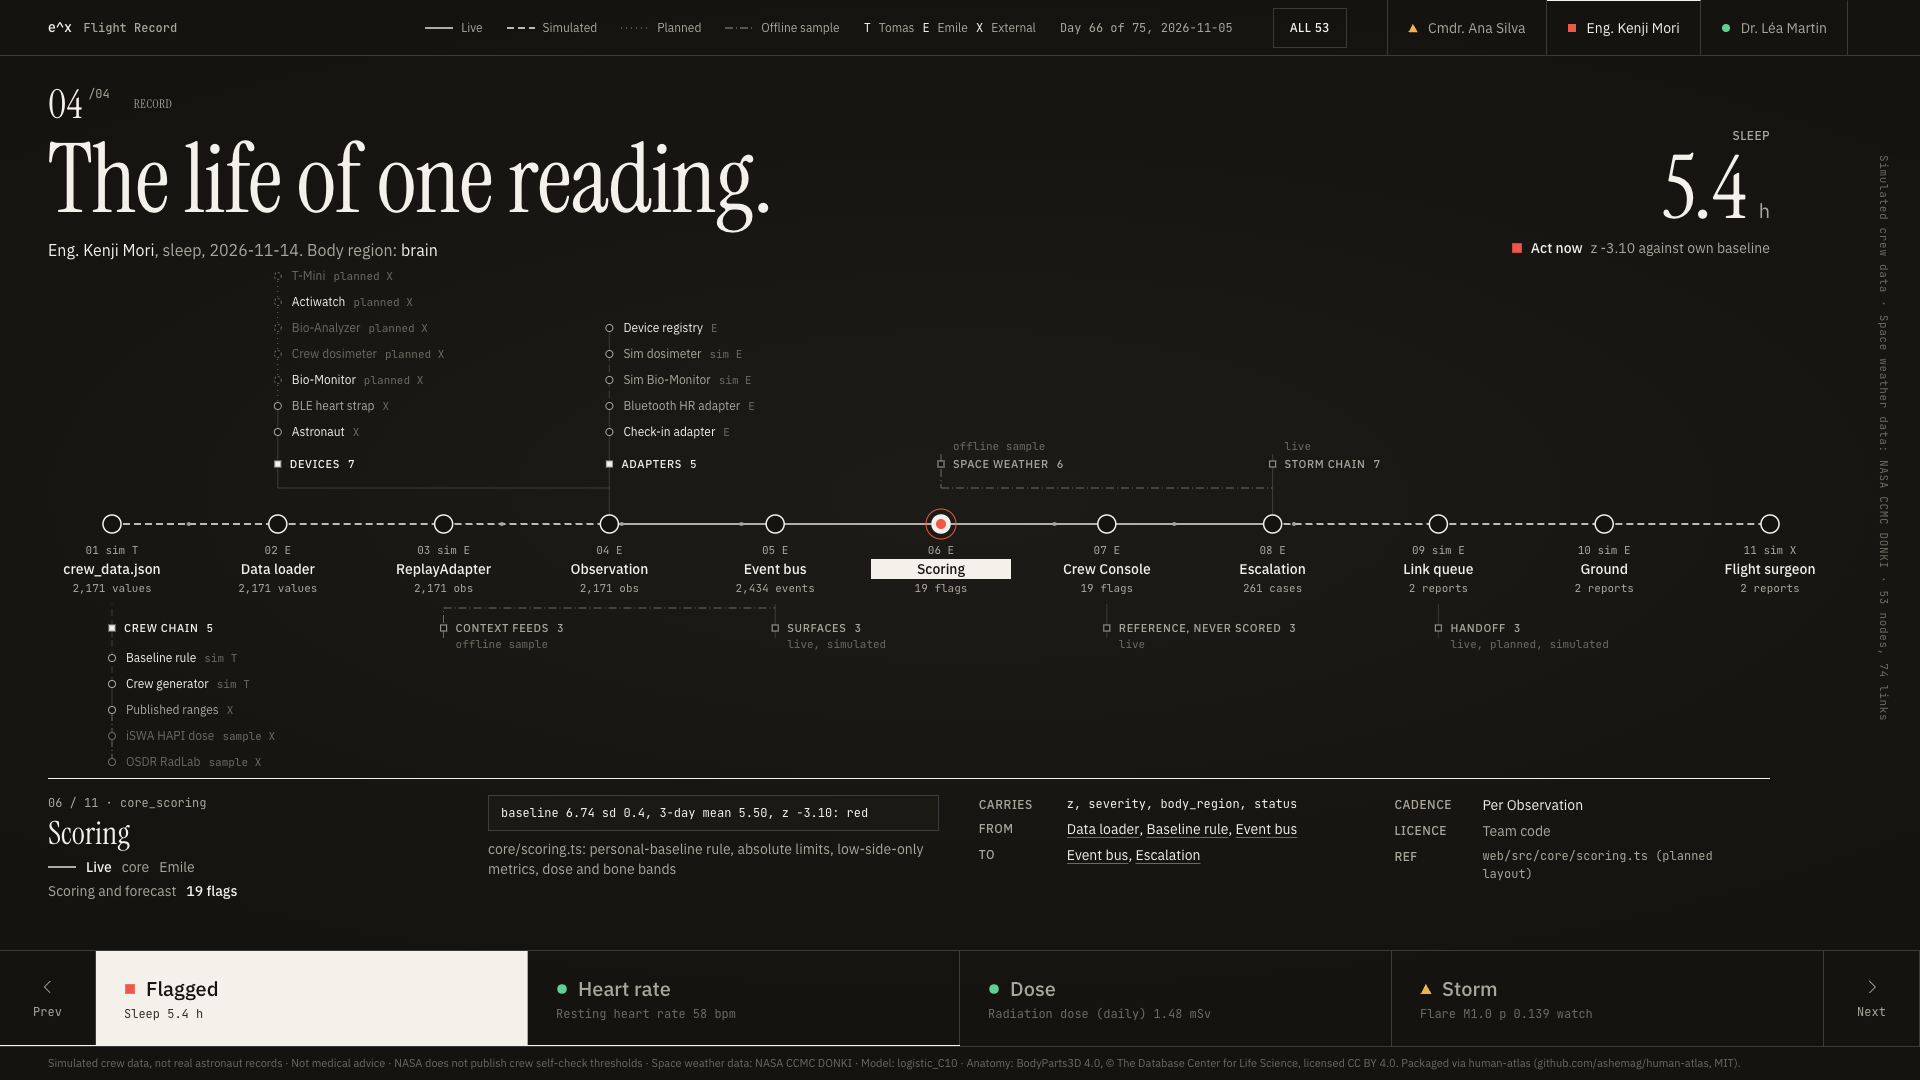 e^x Flight Record
Live Simulated Planned Offline sample T Tomas E Emile X External Day 66 of 75, 2026-11-05 ALL 53
Cmdr. Ana Silva Eng. Kenji Mori Dr. Léa Martin
04 /04 RECORD
The life of one reading.
Eng. Kenji Mori, sleep, 2026-11-14. Body region: brain
SLEEP
5.4 h
Act now z -3.10 against own baseline
T-Mini planned X
Actiwatch planned X
Bio-Analyzer planned X
Crew dosimeter planned X
Bio-Monitor planned X
BLE heart strap X
Astronaut X
DEVICES 7
Device registry E
Sim dosimeter sim E
Sim Bio-Monitor sim E
Bluetooth HR adapter E
Check-in adapter E
ADAPTERS 5
offline sample
SPACE WEATHER 6
live
STORM CHAIN 7
01 sim T
crew_data.json
2,171 values
02 E
Data loader
2,171 values
03 sim E
ReplayAdapter
2,171 obs
04 E
Observation
2,171 obs
05 E
Event bus
2,434 events
06 E
Scoring
19 flags
07 E
Crew Console
19 flags
08 E
Escalation
261 cases
09 sim E
Link queue
2 reports
10 sim E
Ground
2 reports
11 sim X
Flight surgeon
2 reports
CREW CHAIN 5
Baseline rule sim T
Crew generator sim T
Published ranges X
iSWA HAPI dose sample X
OSDR RadLab sample X
CONTEXT FEEDS 3
offline sample
SURFACES 3
live, simulated
REFERENCE, NEVER SCORED 3
live
HANDOFF 3
live, planned, simulated
Simulated crew data · Space weather data: NASA CCMC DONKI · 53 nodes, 74 links
06 / 11 · core_scoring
Scoring
Live core Emile
Scoring and forecast 19 flags
baseline 6.74 sd 0.4, 3-day mean 5.50, z -3.10: red
core/scoring.ts: personal-baseline rule, absolute limits, low-side-only
metrics, dose and bone bands
CARRIES z, severity, body_region, status
FROM Data loader, Baseline rule, Event bus
TO Event bus, Escalation
CADENCE Per Observation
LICENCE Team code
REF web/src/core/scoring.ts (planned
layout)
Prev
Flagged
Sleep 5.4 h
Heart rate
Resting heart rate 58 bpm
Dose
Radiation dose (daily) 1.48 mSv
Storm
Flare M1.0 p 0.139 watch
Next
Simulated crew data, not real astronaut records · Not medical advice · NASA does not publish crew self-check thresholds · Space weather data: NASA CCMC DONKI · Model: logistic_C10 · Anatomy: BodyParts3D 4.0, © The Database Center for Life Science, licensed CC BY 4.0. Packaged via human-atlas (github.com/ashemag/human-atlas, MIT).